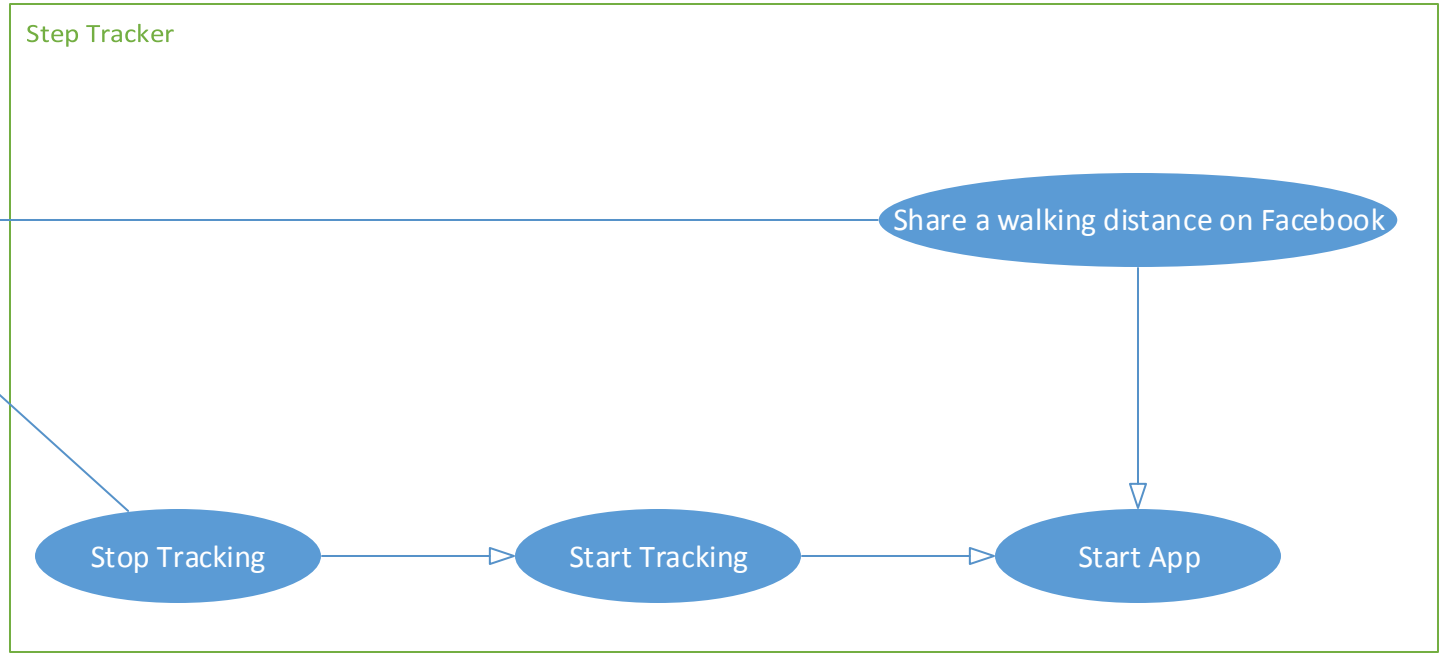 Step Tracker
Share a walking distance on Facebook
Stop Tracking
Start Tracking
Start App